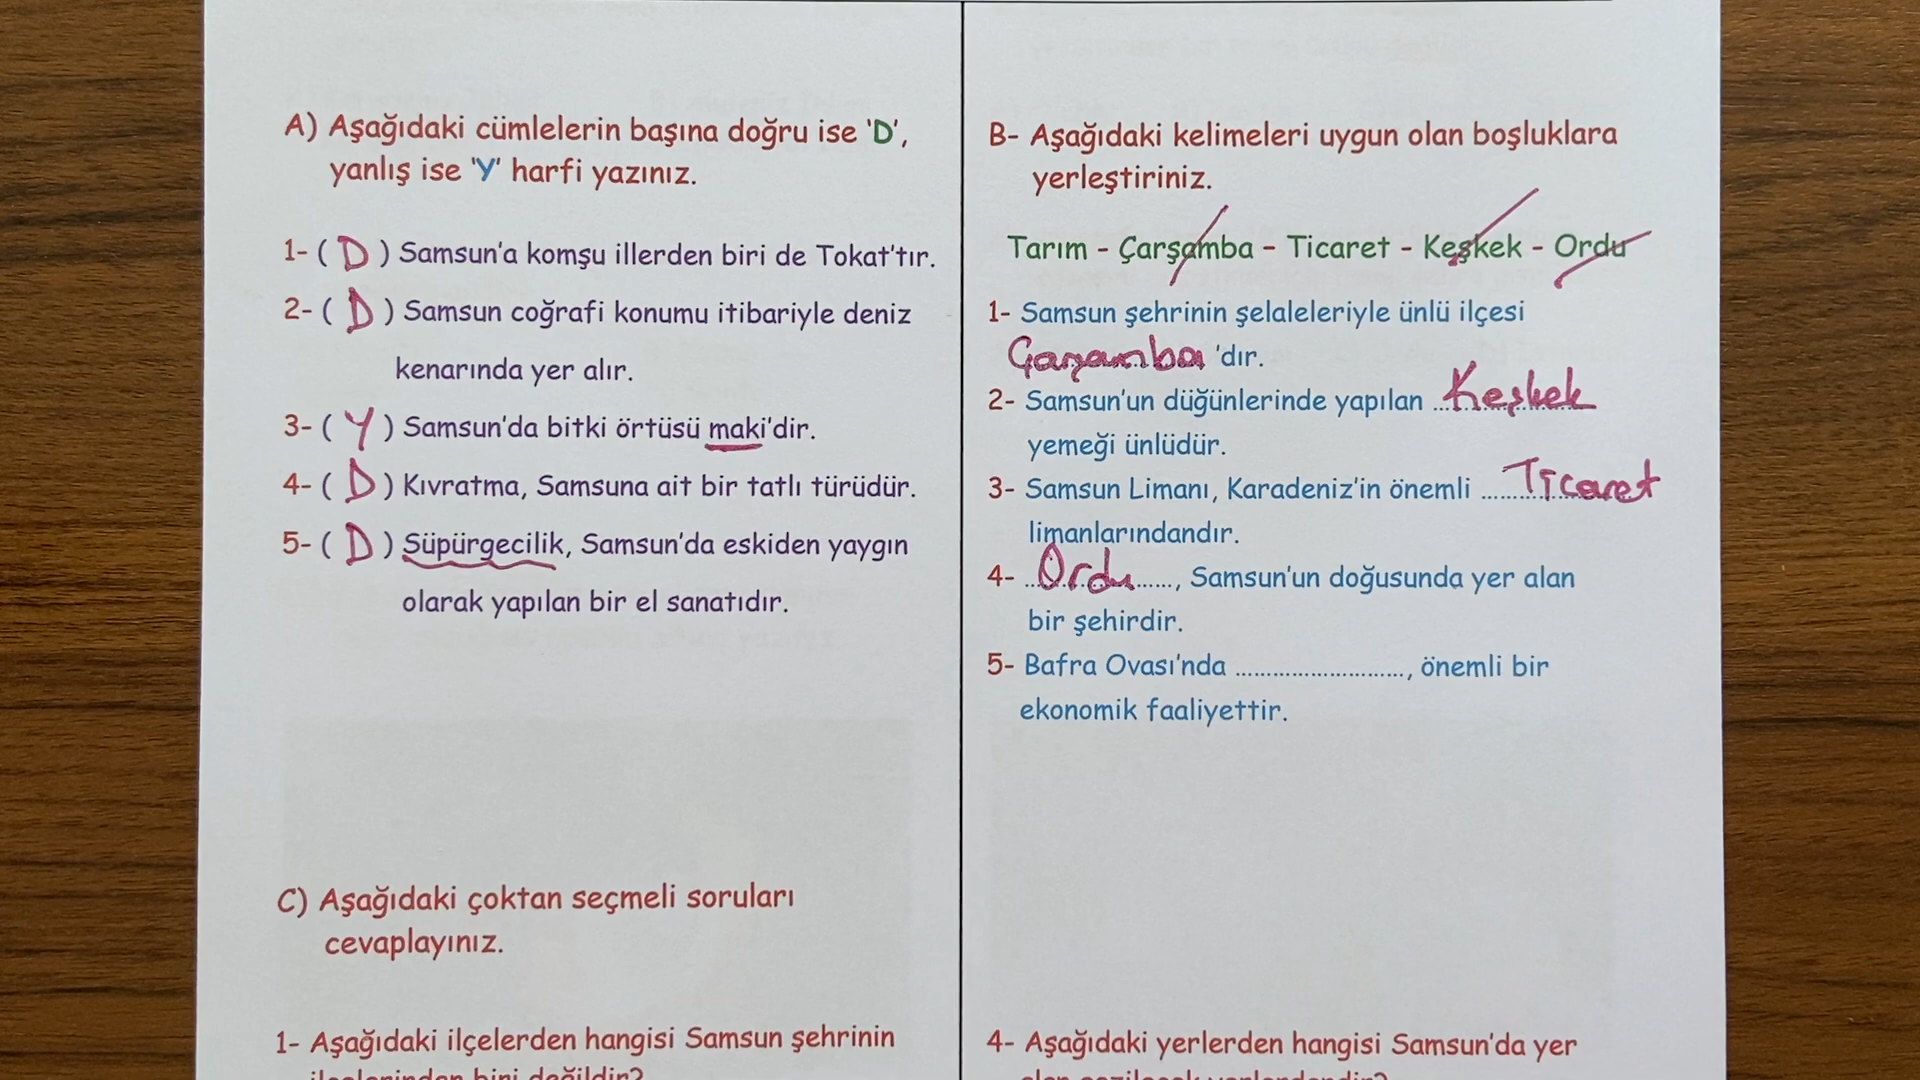 A) Aşağıdaki cümlelerin başına doğru ise 'D',
yanlış ise 'Y' harfi yazınız.
1- ( D ) Samsun'a komşu illerden biri de Tokat'tır.
2- ( D ) Samsun coğrafi konumu itibariyle deniz
kenarında yer alır.
3- ( Y ) Samsun'da bitki örtüsü maki'dir.
4- ( D ) Kıvratma, Samsuna ait bir tatlı türüdür.
5- ( D ) Süpürgecilik, Samsun'da eskiden yaygın
olarak yapılan bir el sanatıdır.
C) Aşağıdaki çoktan seçmeli soruları
cevaplayınız.
1- Aşağıdaki ilçelerden hangisi Samsun şehrinin
ilçelerinden biri değildir?
B- Aşağıdaki kelimeleri uygun olan boşluklara
yerleştiriniz.
Tarım - Çarşamba - Ticaret - Keşkek - Ordu
1- Samsun şehrinin şelaleleriyle ünlü ilçesi
Çarşamba 'dır.
2- Samsun'un düğünlerinde yapılan Keşkek
yemeği ünlüdür.
3- Samsun Limanı, Karadeniz'in önemli Ticaret
limanlarındandır.
4- Ordu, Samsun'un doğusunda yer alan
bir şehirdir.
5- Bafra Ovası'nda ............................, önemli bir
ekonomik faaliyettir.
4- Aşağıdaki yerlerden hangisi Samsun'da yer